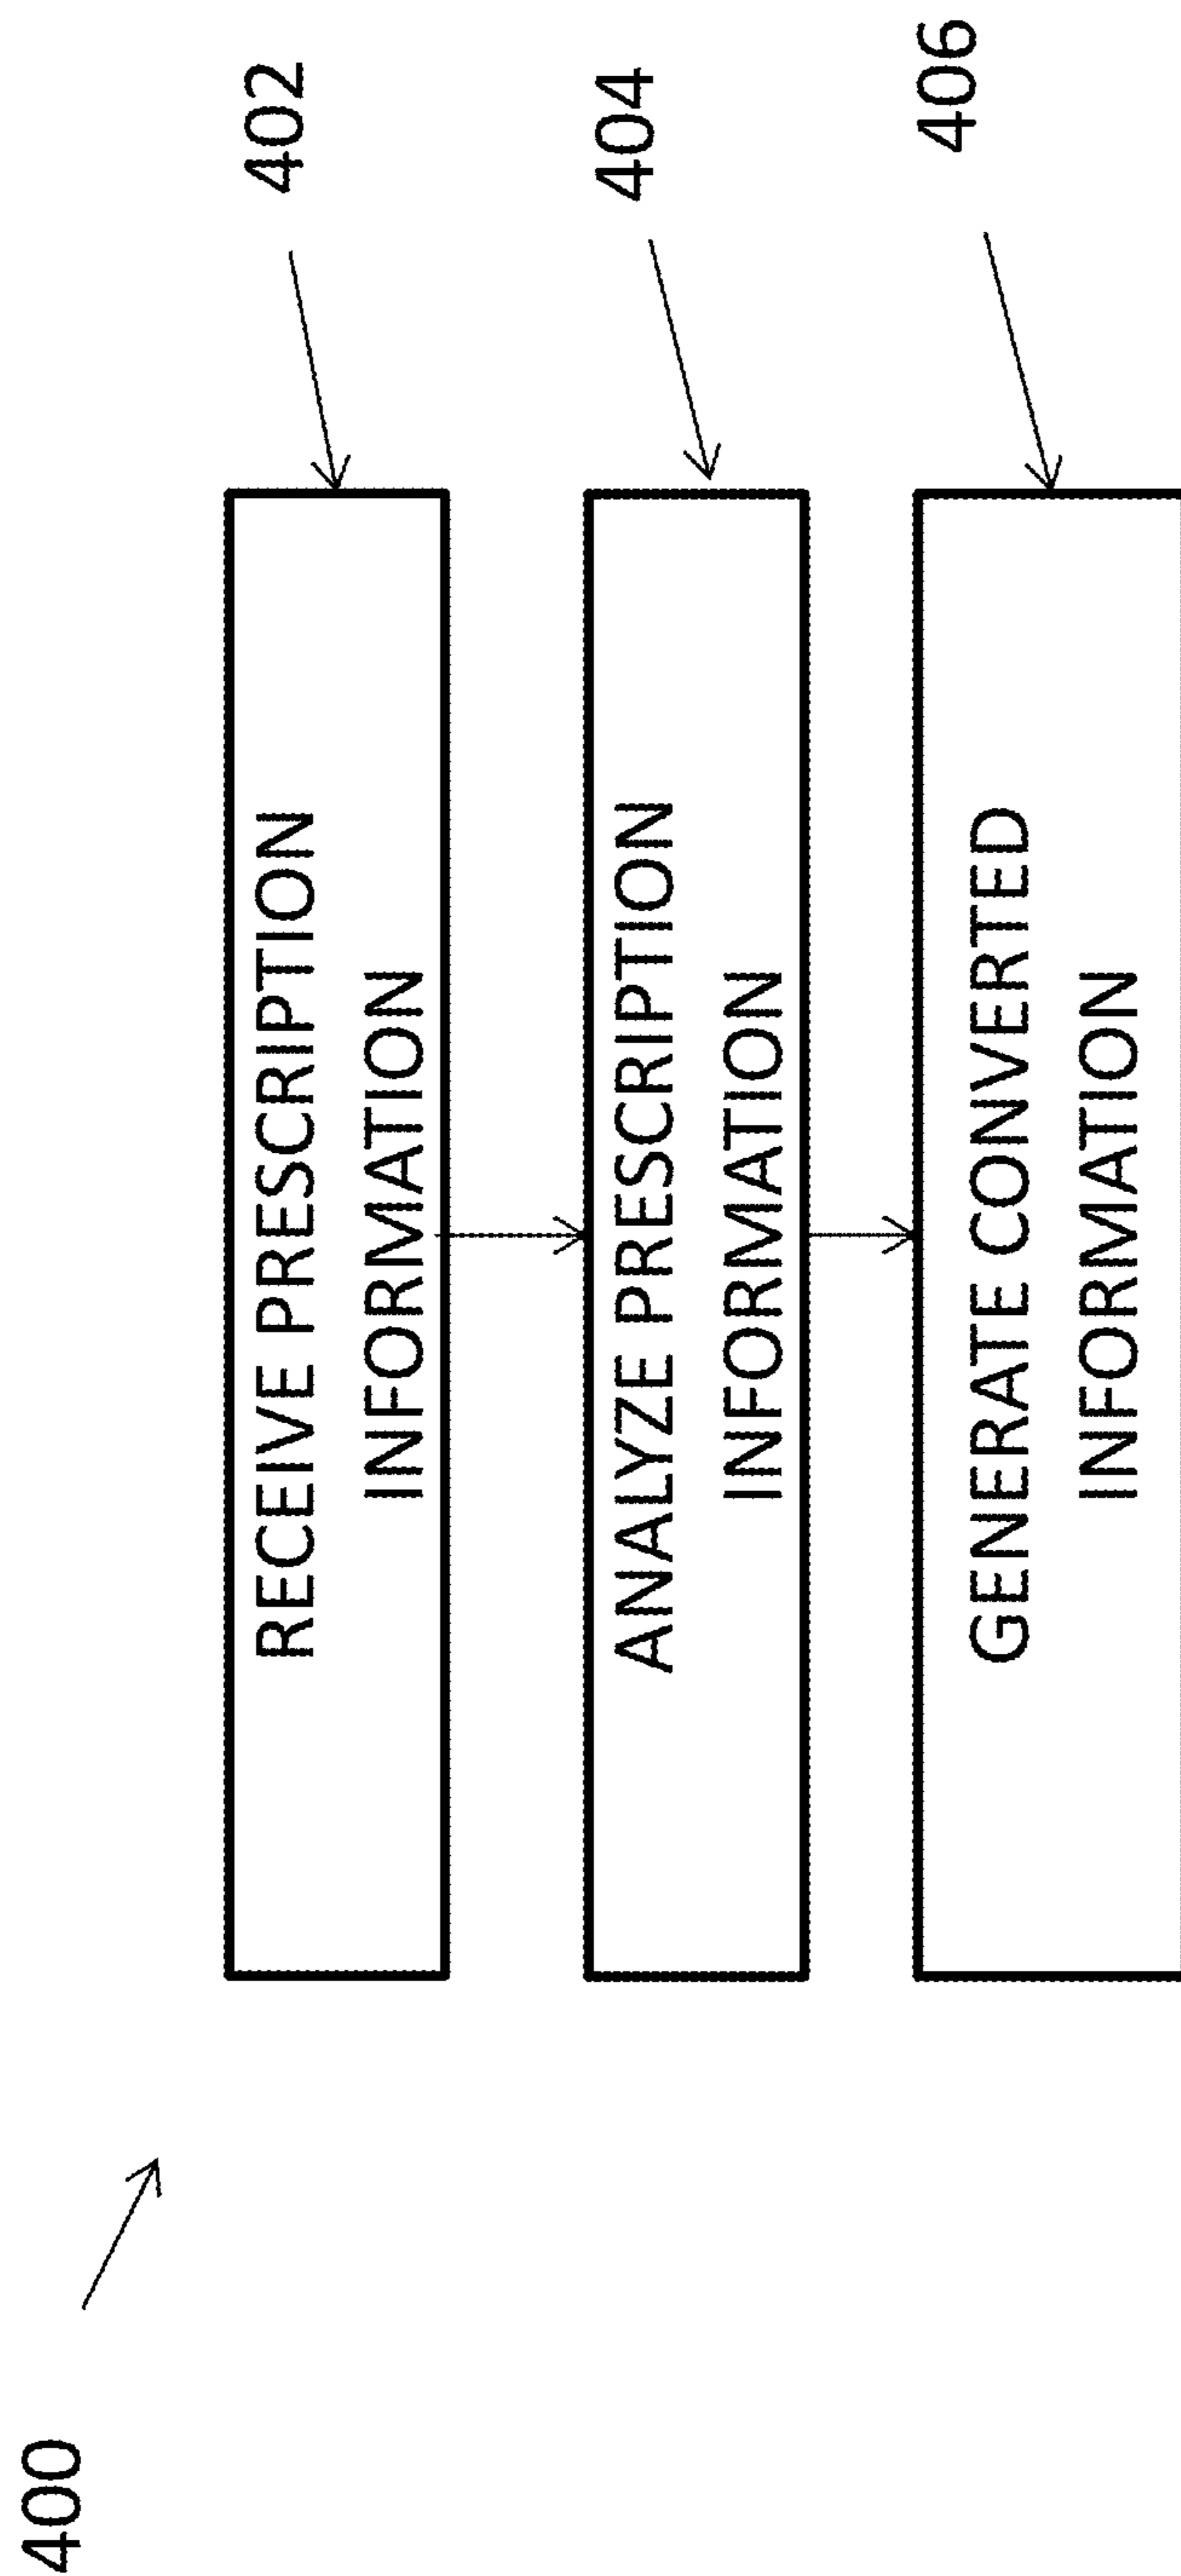 400
RECEIVE PRESCRIPTION
INFORMATION
402
ANALYZE PRESCRIPTION
INFORMATION
404
GENERATE CONVERTED
INFORMATION
406